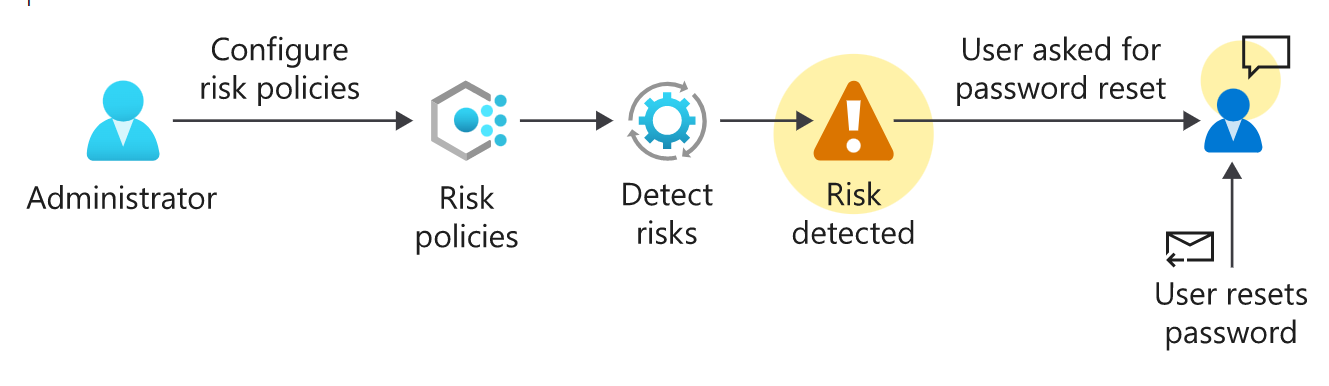 Configure
risk policies
User asked for
password reset
Administrator
Risk
policies
Detect
risks
Risk
detected
User resets
password